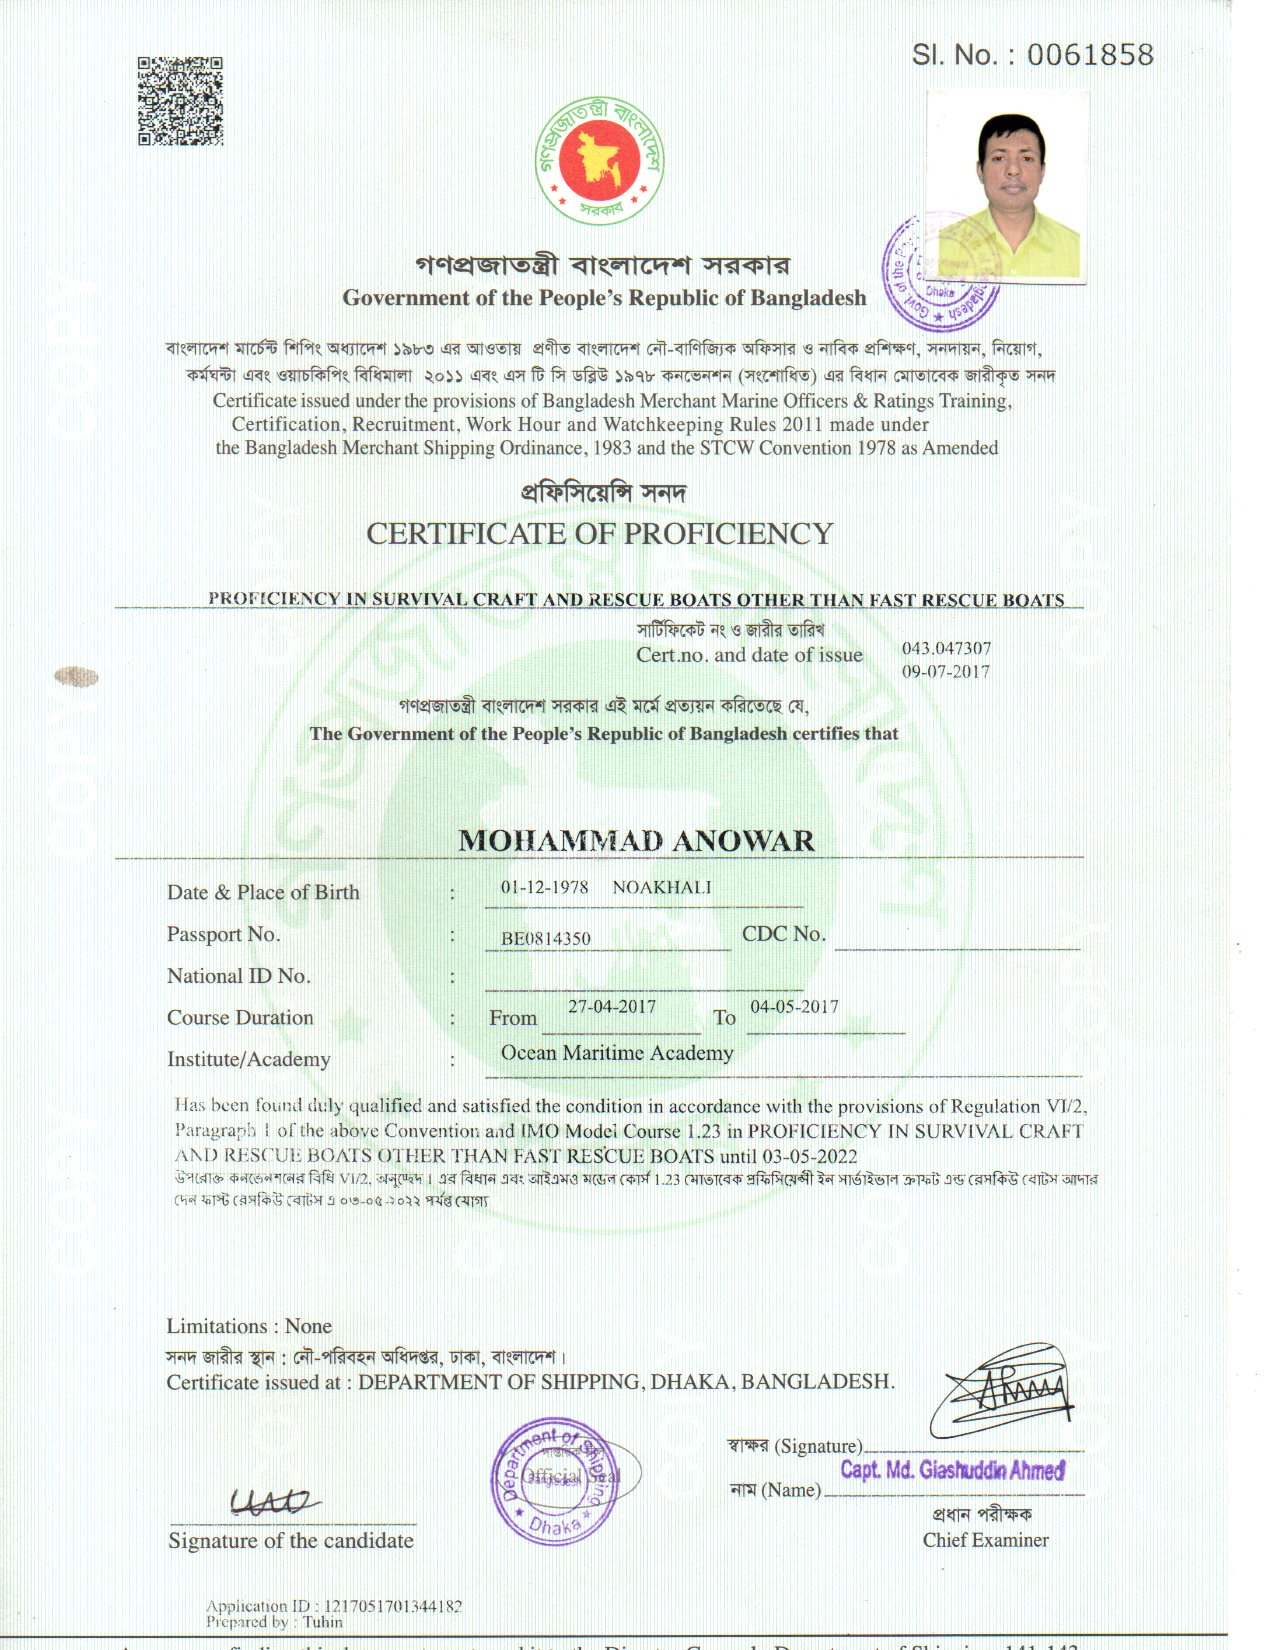 Sl. No. : 0061858
গণপ্রজাতন্ত্রী বাংলাদেশ
সরকার
গণপ্রজাতন্ত্রী বাংলাদেশ সরকার
Government of the People's Republic of Bangladesh
Dhaka
বাংলাদেশ মার্চেন্ট শিপিং অধ্যাদেশ ১৯৮৩ এর আওতায় প্রণীত বাংলাদেশ নৌ-বাণিজ্যিক অফিসার ও নাবিক প্রশিক্ষণ, সনদায়ন, নিয়োগ,
কর্মঘন্টা এবং ওয়াচকিপিং বিধিমালা ২০১১ এবং এস টি সি ডব্লিউ ১৯৭৮ কনভেনশন (সংশোধিত) এর বিধান মোতাবেক জারীকৃত সনদ
Certificate issued under the provisions of Bangladesh Merchant Marine Officers & Ratings Training,
Certification, Recruitment, Work Hour and Watchkeeping Rules 2011 made under
the Bangladesh Merchant Shipping Ordinance, 1983 and the STCW Convention 1978 as Amended
প্রফিসিয়েন্সি সনদ
CERTIFICATE OF PROFICIENCY
PROFICIENCY IN SURVIVAL CRAFT AND RESCUE BOATS OTHER THAN FAST RESCUE BOATS
সার্টিফিকেট নং ও জারীর তারিখ
Cert.no. and date of issue 043.047307
09-07-2017
গণপ্রজাতন্ত্রী বাংলাদেশ সরকার এই মর্মে প্রত্যয়ন করিতেছে যে,
The Government of the People's Republic of Bangladesh certifies that
MOHAMMAD ANOWAR
Date & Place of Birth : 01-12-1978 NOAKHALI
Passport No. : BE0814350 CDC No.
National ID No. :
Course Duration : From 27-04-2017 To 04-05-2017
Institute/Academy : Ocean Maritime Academy
Has been found duly qualified and satisfied the condition in accordance with the provisions of Regulation VI/2,
Paragraph 1 of the above Convention and IMO Model Course 1.23 in PROFICIENCY IN SURVIVAL CRAFT
AND RESCUE BOATS OTHER THAN FAST RESCUE BOATS until 03-05-2022
উপরোক্ত কনভেনশনের বিধি VI/2, অনুচ্ছেদ 1 এর বিধান এবং আইএমও মডেল কোর্স 1.23 মোতাবেক প্রফিসিয়েন্সী ইন সার্ভাইভাল ক্রাফট এন্ড রেসকিউ বোটস আদার
দেন ফাস্ট রেসকিউ বোটস এ ০৩-০৫-২০২২ পর্যন্ত যোগ্য
Limitations : None
সনদ জারীর স্থান : নৌ-পরিবহন অধিদপ্তর, ঢাকা, বাংলাদেশ।
Certificate issued at : DEPARTMENT OF SHIPPING, DHAKA, BANGLADESH.
Department of Shipping
Bangladesh
Dhaka
Official Seal
স্বাক্ষর (Signature)
Capt. Md. Giashuddin Ahmed
নাম (Name)
প্রধান পরীক্ষক
Chief Examiner
Signature of the candidate
Application ID : 1217051701344182
Prepared by : Tuhin